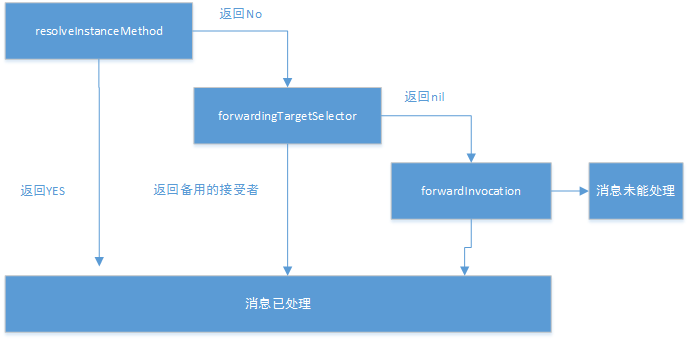 返回No
resolveInstanceMethod
返回nil
forwardingTargetSelector
返回YES
返回备用的接受者
forwardInvocation
消息未能处理
消息已处理